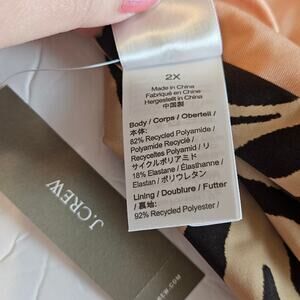 2X
Made in China
Fabriqué en Chine
Hergestellt in China
中国製
Body / Corps / Oberteil /
本体:
82% Recycled Polyamide /
Polyamide Recyclé /
Recyceltes Polyamid / リ
サイクルポリアミド
18% Elastane / Élasthanne /
Elastan / ポリウレタン
Lining / Doublure / Futter
/ 裏地:
92% Recycled Polyester /
J.CREW